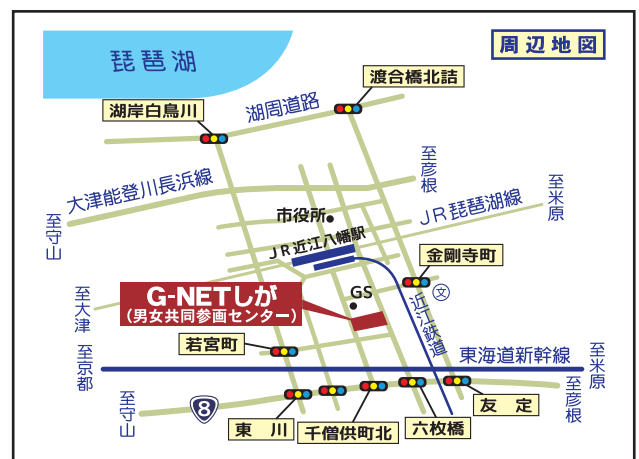 周辺地図
琵琶湖
渡合橋北詰
湖岸白鳥川
湖周道路
大津能登川長浜線
至彦根
至米原
至守山
市役所
JR琵琶湖線
JR近江八幡駅
金剛寺町
文
GS
G-NETしが
(男女共同参画センター)
至大津
近江鉄道
若宮町
至京都
東海道新幹線
至米原
至守山
8
至彦根
東川
千僧供町北
六枚橋
友定